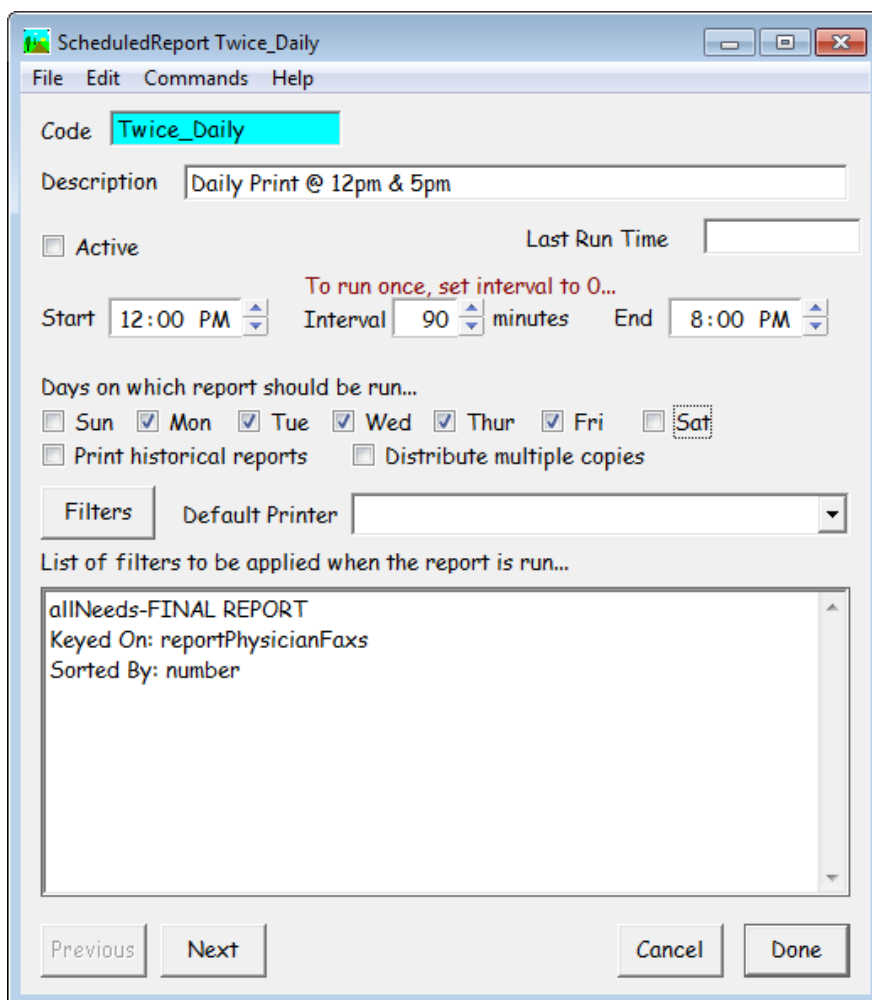 ScheduledReport Twice_Daily
File Edit Commands Help
Code Twice_Daily
Description Daily Print @ 12pm & 5pm
Active Last Run Time
To run once, set interval to 0...
Start 12:00 PM Interval 90 minutes End 8:00 PM
Days on which report should be run...
Sun Mon Tue Wed Thur Fri Sat
Print historical reports Distribute multiple copies
Filters Default Printer
List of filters to be applied when the report is run...
allNeeds-FINAL REPORT
Keyed On: reportPhysicianFaxs
Sorted By: number
Previous Next Cancel Done